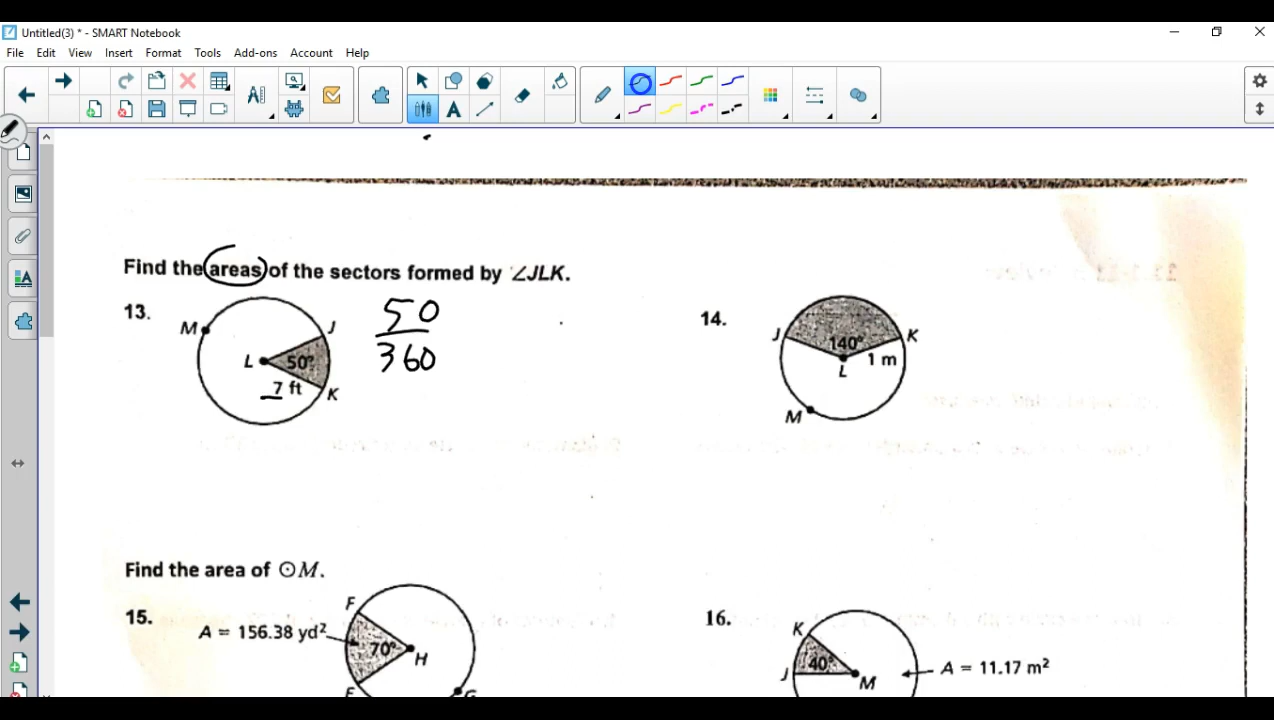 Untitled(3) * - SMART Notebook
File Edit View Insert Format Tools Add-ons Account Help
Find the areas of the sectors formed by ∠JLK.
13.
M
J
L
50°
7 ft
K
50
360
14.
J
K
140°
1 m
L
M
Find the area of ⊙M.
15.
A = 156.38 yd²
F
70°
H
E
G
16.
K
40°
J
M
A = 11.17 m²